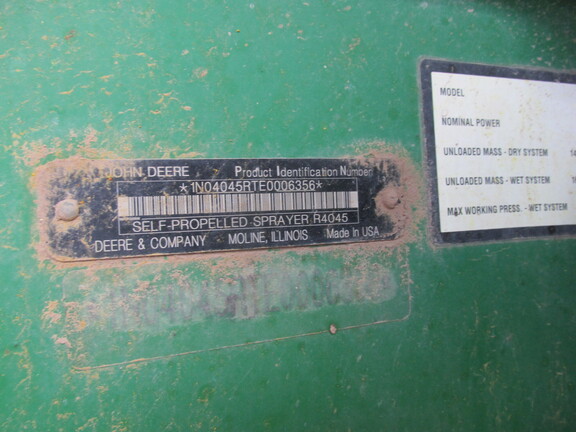 JOHN DEERE Product Identification Number
*1N04045RTE0006356*
SELF-PROPELLED SPRAYER R4045
DEERE & COMPANY MOLINE, ILLINOIS Made In USA
MODEL
NOMINAL POWER
UNLOADED MASS - DRY SYSTEM
UNLOADED MASS - WET SYSTEM
MAX WORKING PRESS. - WET SYSTEM